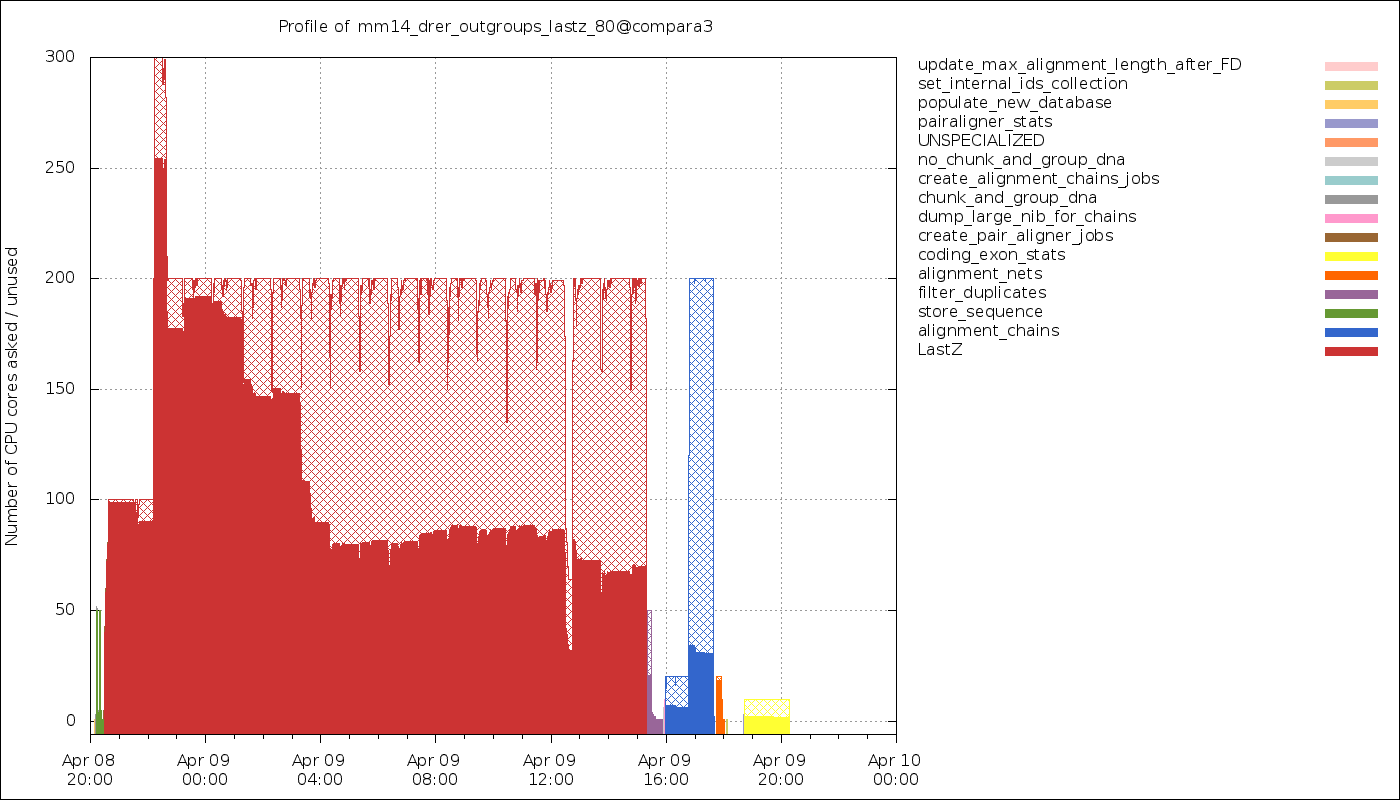 Profile of mm14_drer_outgroups_lastz_80@compara3
Number of CPU cores asked / unused
300
250
200
150
100
50
0
Apr 08
20:00
Apr 09
00:00
Apr 09
04:00
Apr 09
08:00
Apr 09
12:00
Apr 09
16:00
Apr 09
20:00
Apr 10
00:00
update_max_alignment_length_after_FD
set_internal_ids_collection
populate_new_database
pairaligner_stats
UNSPECIALIZED
no_chunk_and_group_dna
create_alignment_chains_jobs
chunk_and_group_dna
dump_large_nib_for_chains
create_pair_aligner_jobs
coding_exon_stats
alignment_nets
filter_duplicates
store_sequence
alignment_chains
LastZ